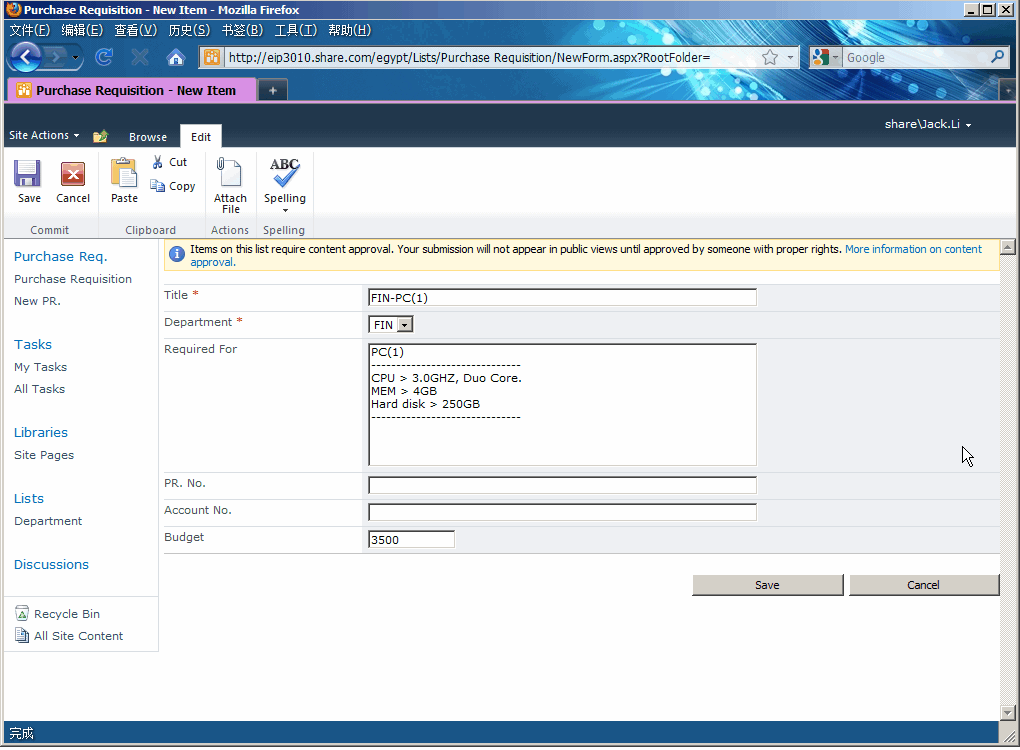 Purchase Requisition - New Item - Mozilla Firefox
文件(F) 编辑(E) 查看(V) 历史(S) 书签(B) 工具(T) 帮助(H)
http://eip3010.share.com/egypt/Lists/Purchase Requisition/NewForm.aspx?RootFolder=
Google
Purchase Requisition - New Item
share\Jack.Li
Site Actions
Browse
Edit
Save
Cancel
Paste
Cut
Copy
Attach File
ABC
Spelling
Commit
Clipboard
Actions
Spelling
Purchase Req.
Purchase Requisition
New PR.
Tasks
My Tasks
All Tasks
Libraries
Site Pages
Lists
Department
Discussions
Recycle Bin
All Site Content
Items on this list require content approval. Your submission will not appear in public views until approved by someone with proper rights. More information on content
approval.
Title *
FIN-PC(1)
Department *
FIN
Required For
PC(1)
------------------------------
CPU > 3.0GHZ, Duo Core.
MEM > 4GB
Hard disk > 250GB
------------------------------
PR. No.
Account No.
Budget
3500
Save
Cancel
完成